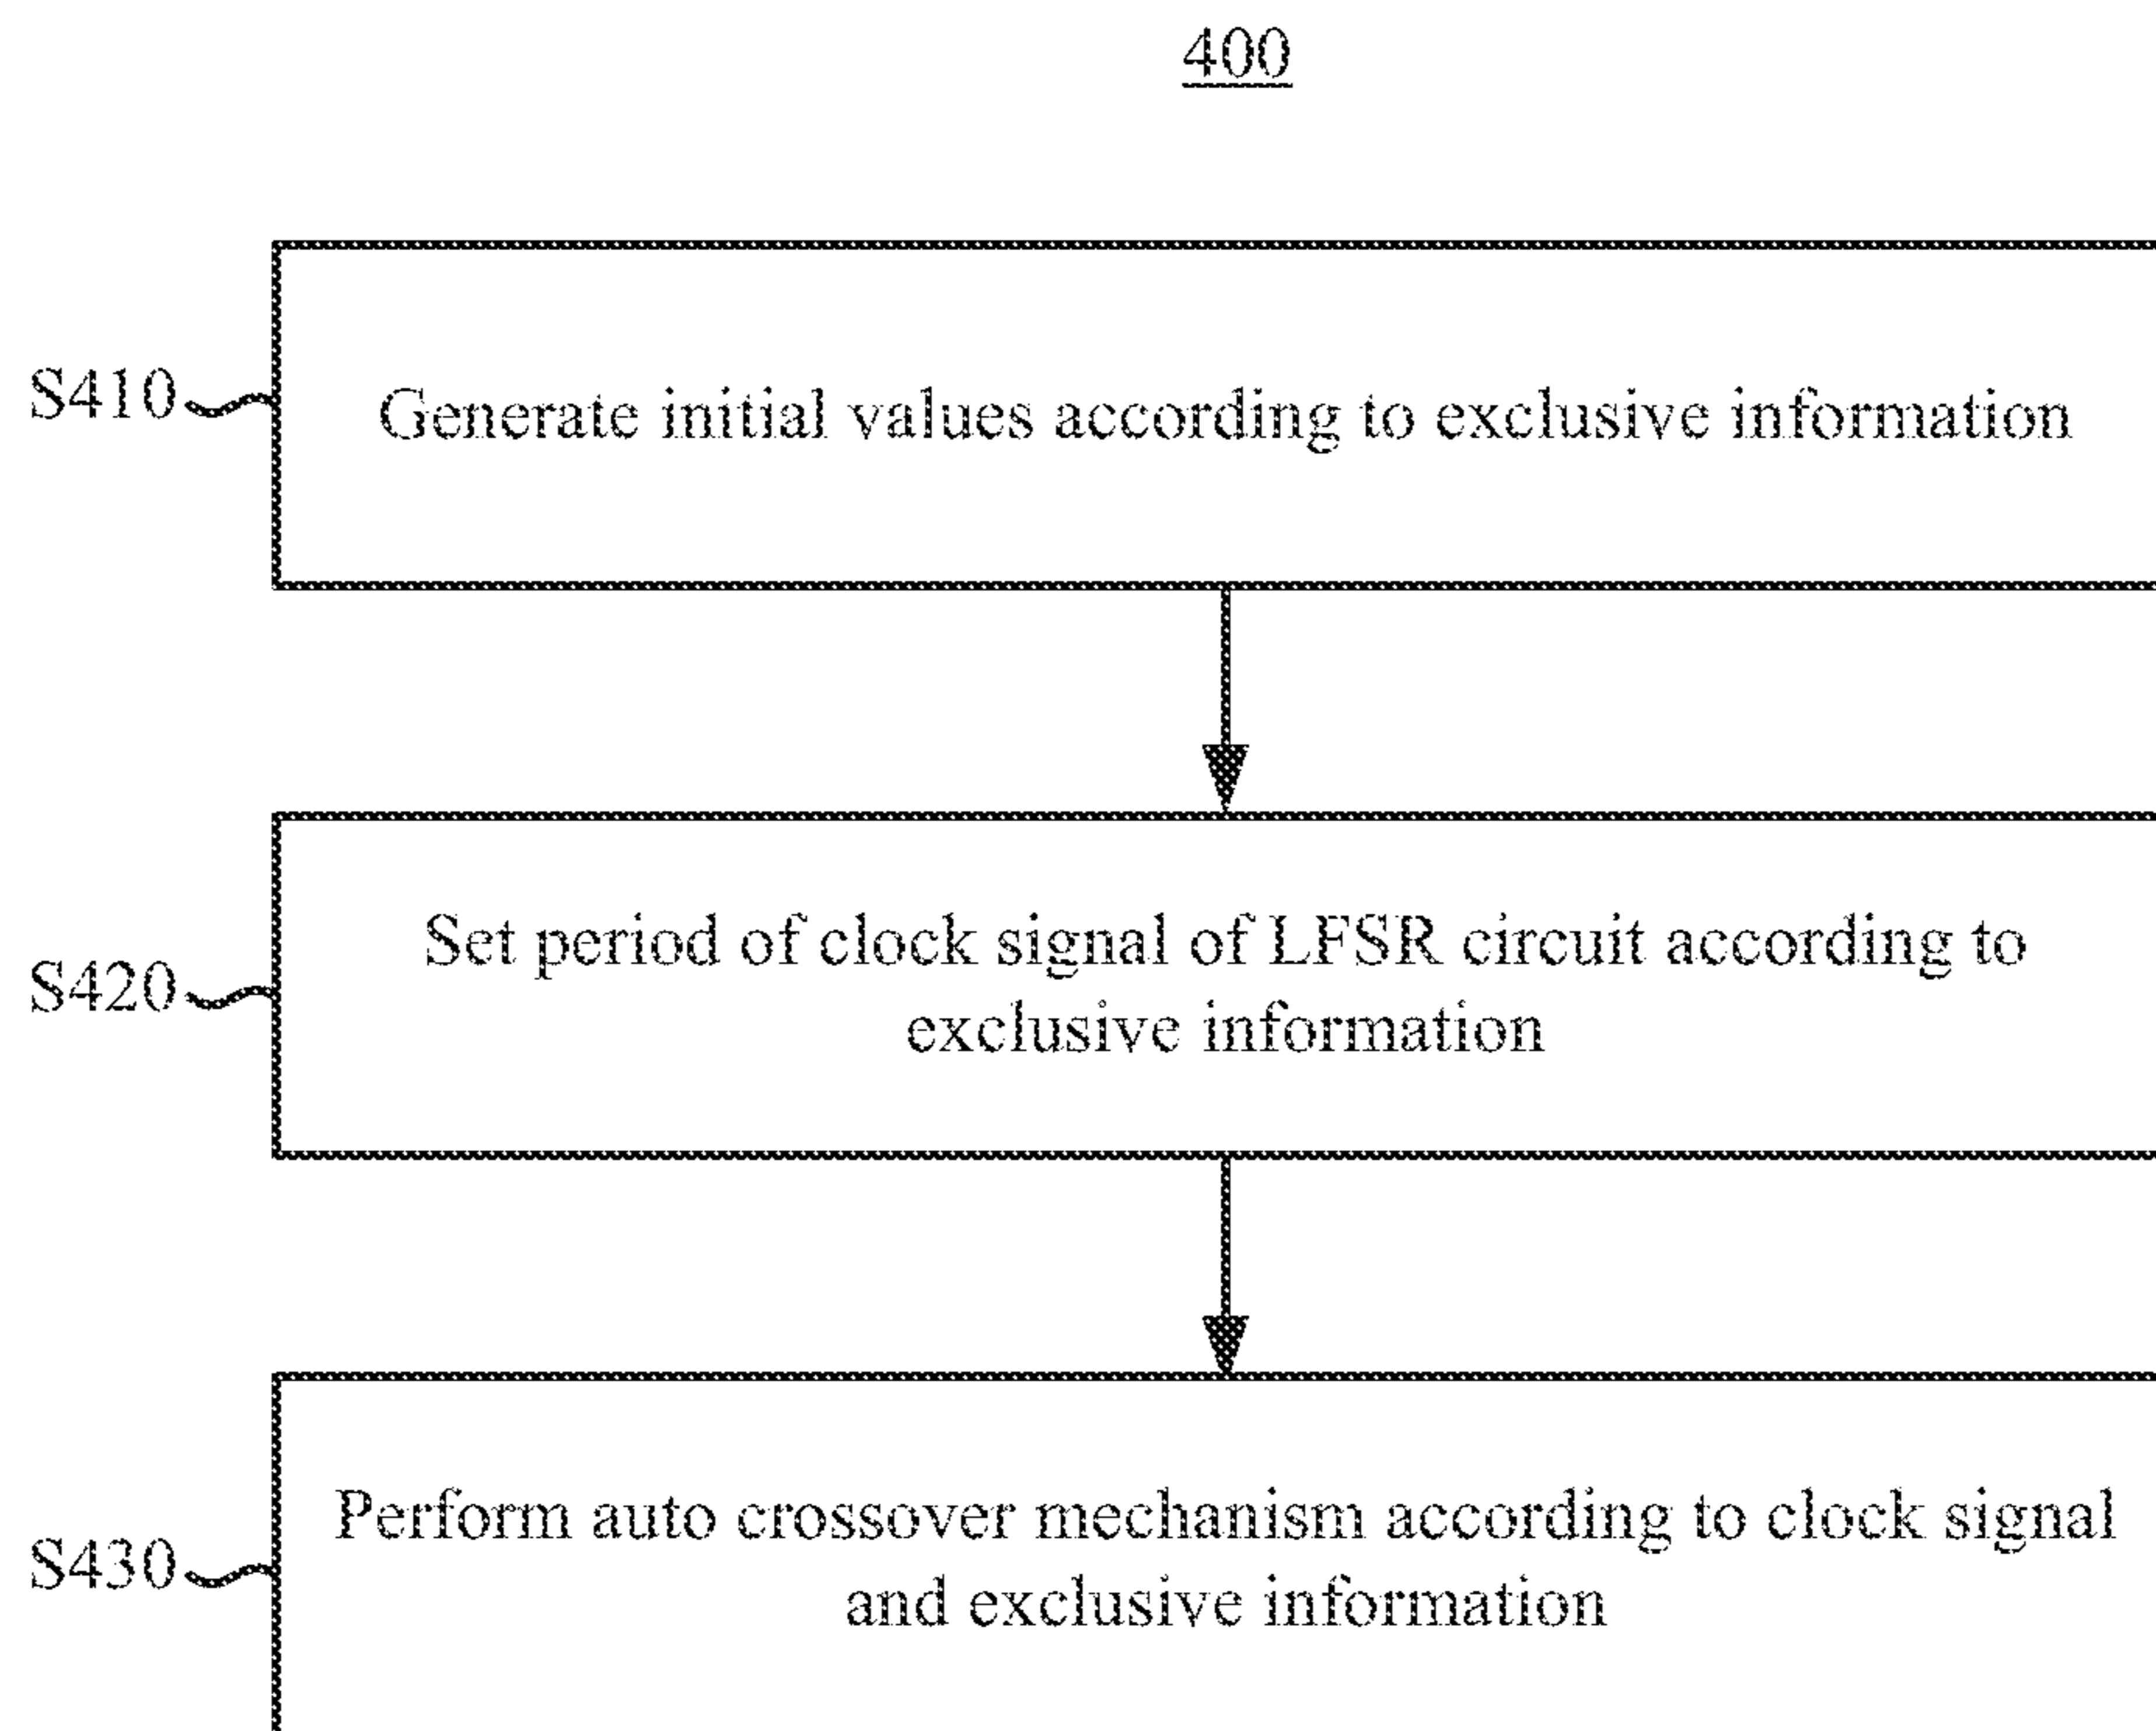 400
S410
Generate initial values according to exclusive information
S420
Set period of clock signal of LFSR circuit according to
exclusive information
S430
Perform auto crossover mechanism according to clock signal
and exclusive information